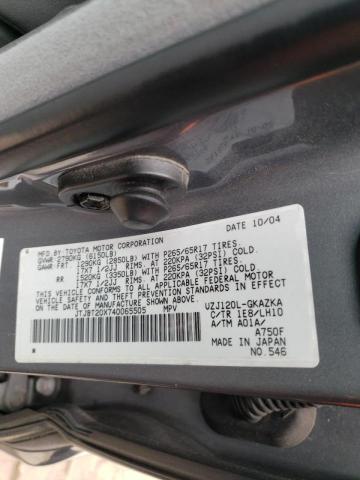 MFD BY TOYOTA MOTOR CORPORATION DATE 10/04
GVWR 2790KG (6150LB)
GAWR FRT 1290KG (2850LB) WITH P265/65R17 TIRES,
17X7 1/2JJ RIMS AT 220KPA (32PSI) COLD.
RR 1520KG (3350LB) WITH P265/65R17 TIRES,
17X7 1/2JJ RIMS AT 220KPA (32PSI) COLD.
THIS VEHICLE CONFORMS TO ALL APPLICABLE FEDERAL MOTOR
VEHICLE SAFETY STANDARDS IN EFFECT ON THE DATE OF
MANUFACTURE SHOWN ABOVE.
JTJBT20X740065505 MPV UZJ120L-GKAZKA
C/TR 1E8/LH10
A/TM A01A/
A750F
MADE IN JAPAN
NO.546